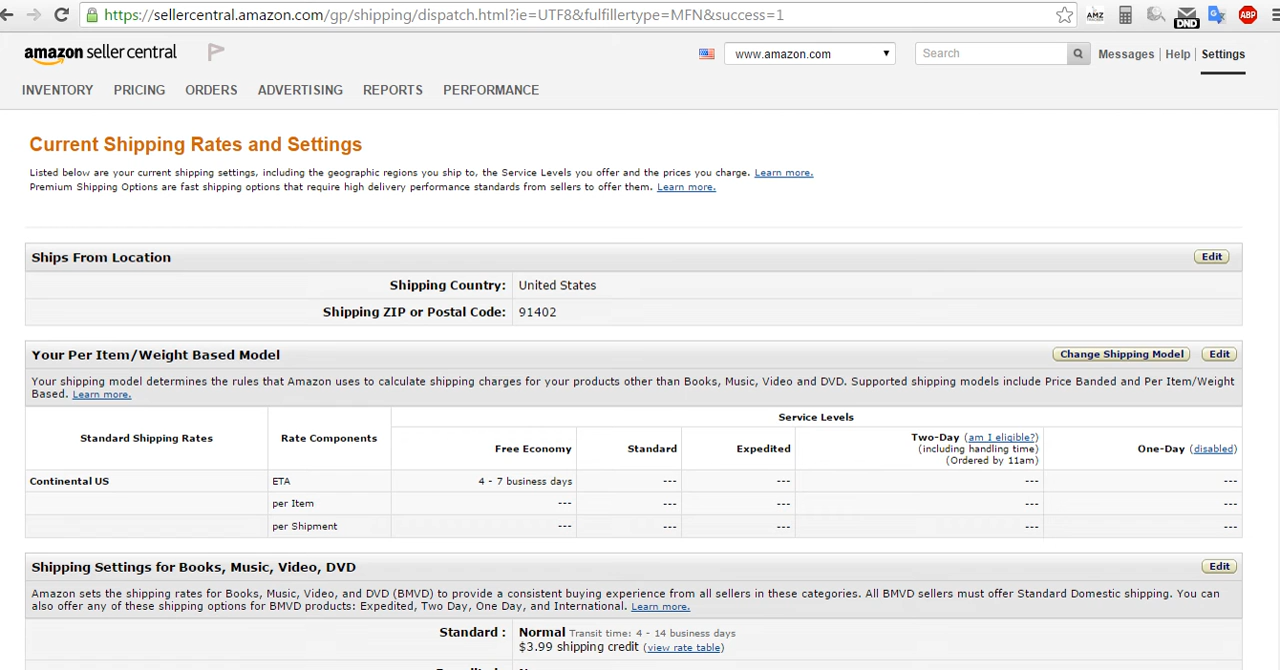 https://sellercentral.amazon.com/gp/shipping/dispatch.html?ie=UTF8&fulfillertype=MFN&success=1
AMZ
DND
ABP
amazon seller central
www.amazon.com
Search
Messages | Help | Settings
INVENTORY PRICING ORDERS ADVERTISING REPORTS PERFORMANCE
Current Shipping Rates and Settings
Listed below are your current shipping settings, including the geographic regions you ship to, the Service Levels you offer and the prices you charge. Learn more.
Premium Shipping Options are fast shipping options that require high delivery performance standards from sellers to offer them. Learn more.
Ships From Location Edit
Shipping Country: United States
Shipping ZIP or Postal Code: 91402
Your Per Item/Weight Based Model Change Shipping Model Edit
Your shipping model determines the rules that Amazon uses to calculate shipping charges for your products other than Books, Music, Video and DVD. Supported shipping models include Price Banded and Per Item/Weight
Based. Learn more.
Service Levels
Standard Shipping Rates Rate Components Free Economy Standard Expedited Two-Day (am I eligible?)
(including handling time)
(Ordered by 11am)
One-Day (disabled)
Continental US ETA 4 - 7 business days --- --- --- ---
per Item --- --- --- --- ---
per Shipment --- --- --- --- ---
Shipping Settings for Books, Music, Video, DVD Edit
Amazon sets the shipping rates for Books, Music, Video, and DVD (BMVD) to provide a consistent buying experience from all sellers in these categories. All BMVD sellers must offer Standard Domestic shipping. You can
also offer any of these shipping options for BMVD products: Expedited, Two Day, One Day, and International. Learn more.
Standard : Normal Transit time: 4 - 14 business days
$3.99 shipping credit (view rate table)